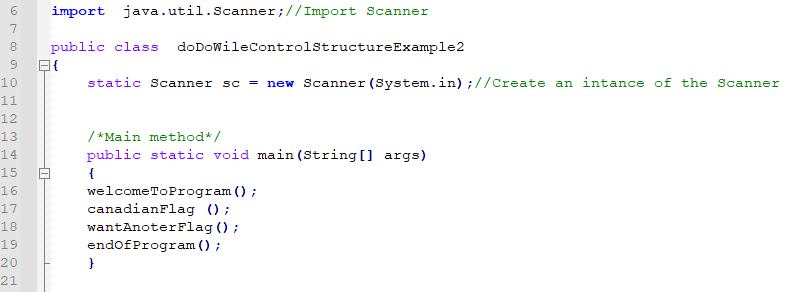 6 import  java.util.Scanner;//Import Scanner
7
8 public class  doDoWileControlStructureExample2
9 {
10 static Scanner sc = new Scanner(System.in);//Create an intance of the Scanner
11
12
13 /*Main method*/
14 public static void main(String[] args)
15 {
16 welcomeToProgram();
17 canadianFlag ();
18 wantAnoterFlag();
19 endOfProgram();
20 }
21